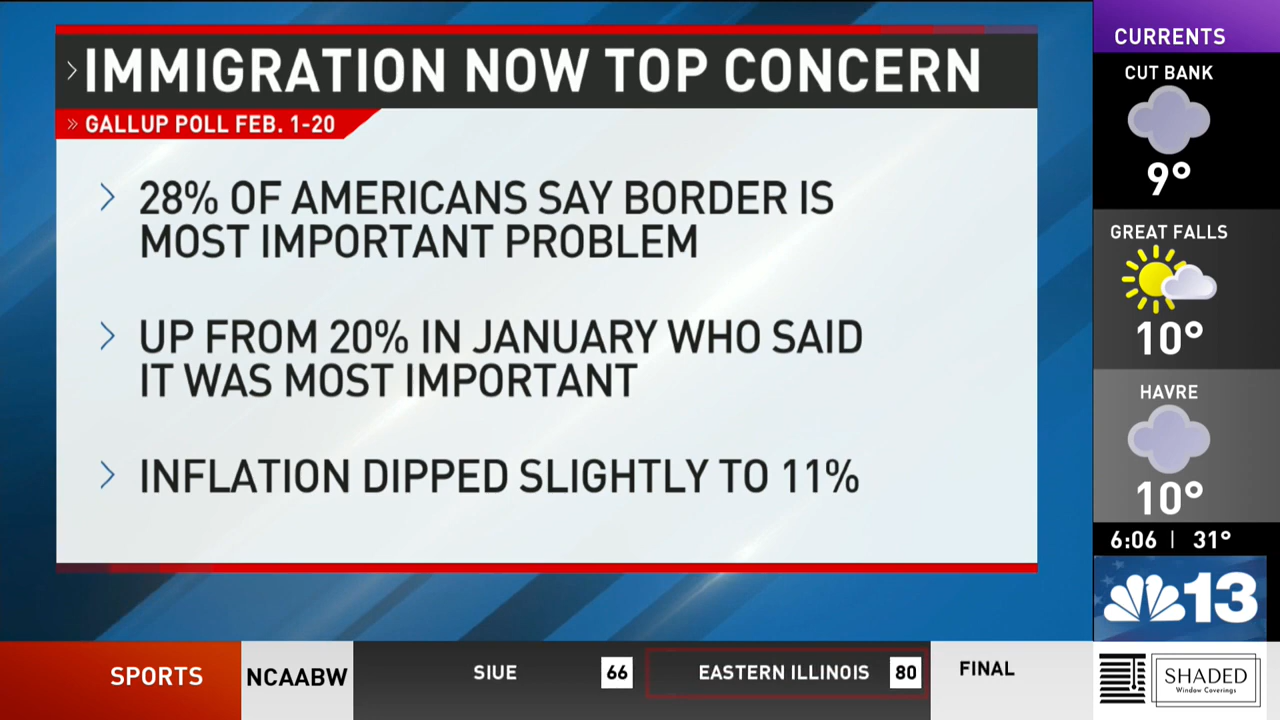 IMMIGRATION NOW TOP CONCERN
GALLUP POLL FEB. 1-20
28% OF AMERICANS SAY BORDER IS
MOST IMPORTANT PROBLEM
UP FROM 20% IN JANUARY WHO SAID
IT WAS MOST IMPORTANT
INFLATION DIPPED SLIGHTLY TO 11%
CURRENTS
CUT BANK
9°
GREAT FALLS
10°
HAVRE
10°
6:06 | 31°
13
SPORTS NCAABW SIUE 66 EASTERN ILLINOIS 80 FINAL
SHADED
Window Coverings